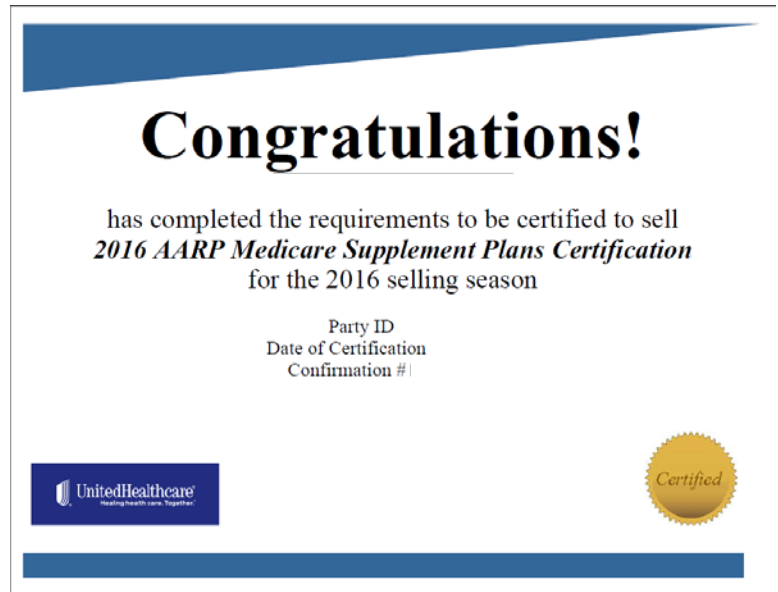 Congratulations!
has completed the requirements to be certified to sell
2016 AARP Medicare Supplement Plans Certification
for the 2016 selling season
Party ID
Date of Certification
Confirmation #
UnitedHealthcare®
Healing health care. Together.®
Certified